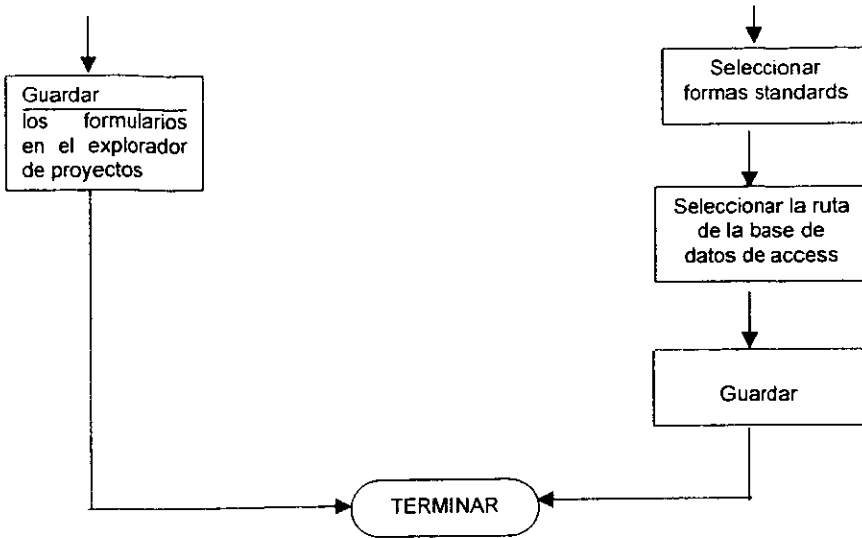 Guardar
los formularios
en el explorador
de proyectos
Seleccionar
formas standards
Seleccionar la ruta
de la base de
datos de access
Guardar
TERMINAR